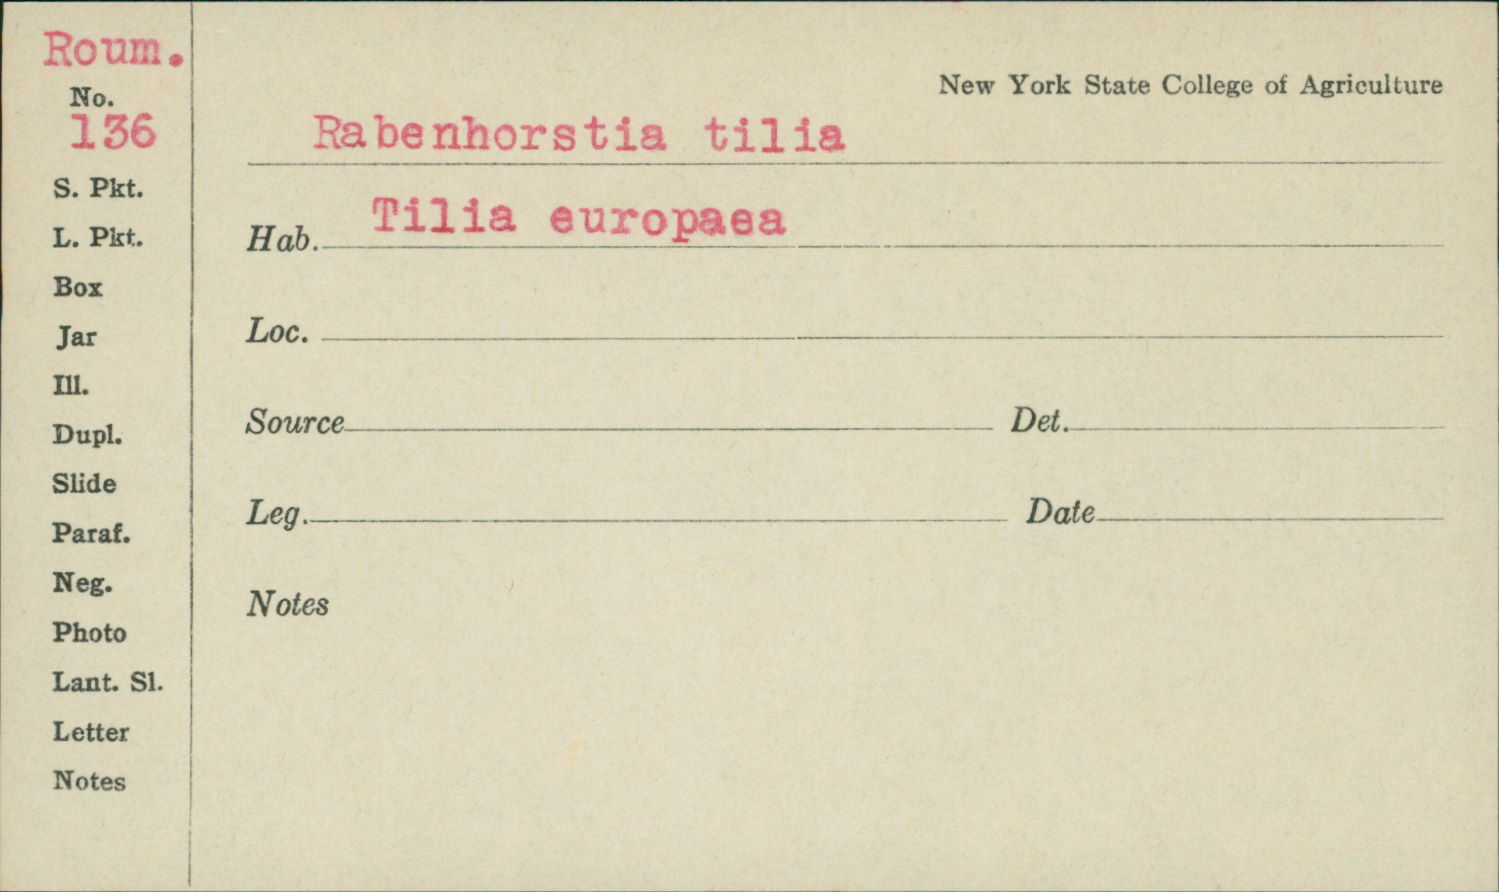 Roum.
No.
136
S. Pkt.
L. Pkt.
Box
Jar
Ill.
Dupl.
Slide
Paraf.
Neg.
Photo
Lant. Sl.
Letter
Notes
New York State College of Agriculture
Rabenhorstia tilia
Hab. Tilia europaea
Loc.
Source Det.
Leg. Date
Notes